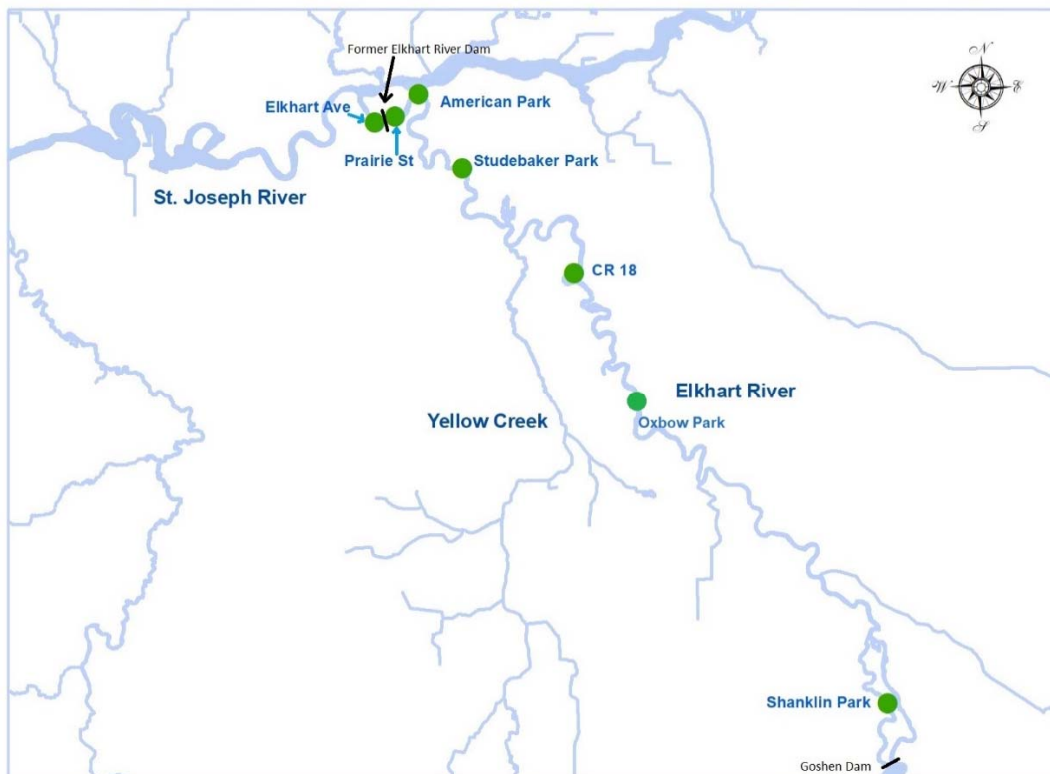 Former Elkhart River Dam
N
W
E
S
Elkhart Ave
American Park
Prairie St
Studebaker Park
St. Joseph River
CR 18
Elkhart River
Oxbow Park
Yellow Creek
Shanklin Park
Goshen Dam